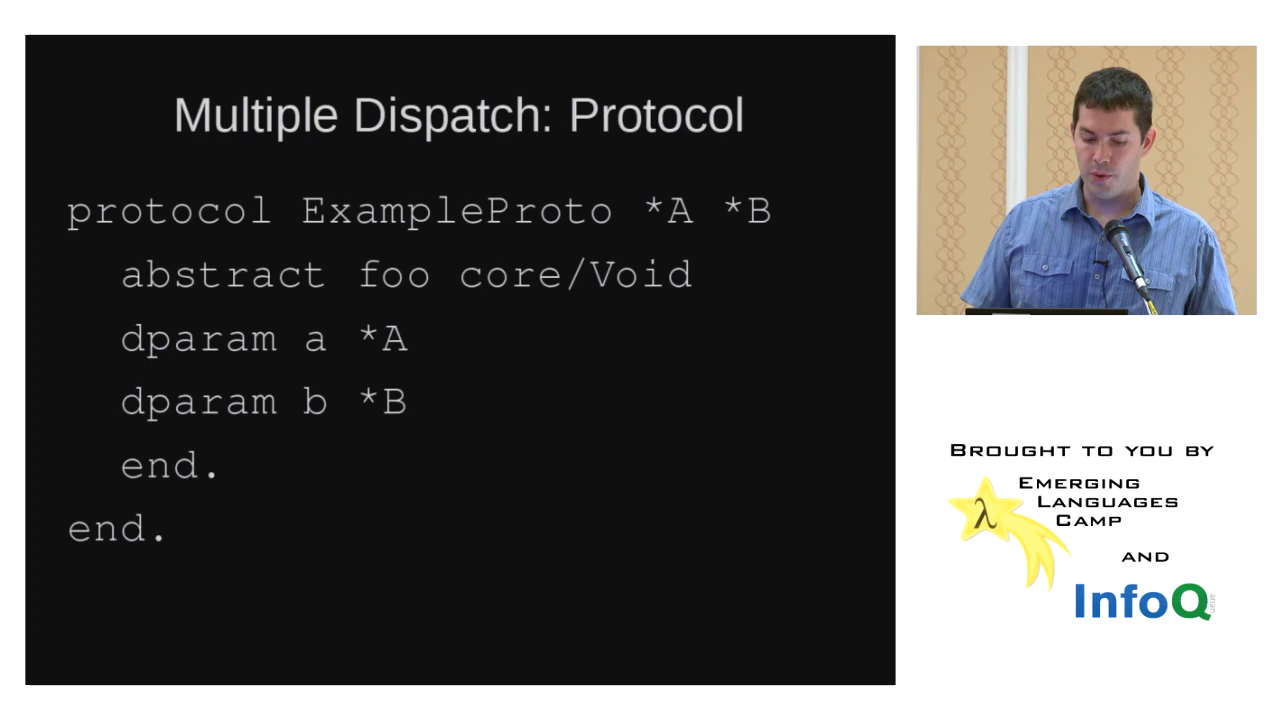 Multiple Dispatch: Protocol
protocol ExampleProto *A *B
abstract foo core/Void
dparam a *A
dparam b *B
end.
end.
BROUGHT TO YOU BY
λ
EMERGING
LANGUAGES
CAMP
AND
InfoQ
ueue